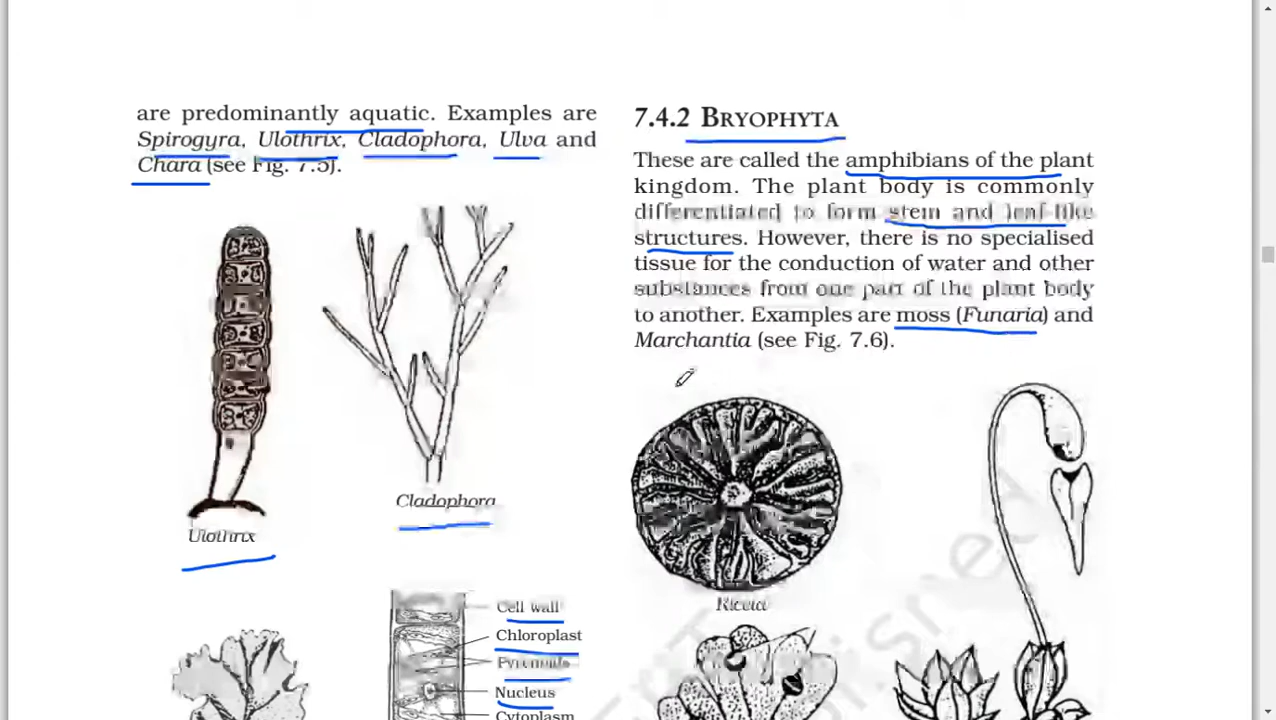 are predominantly aquatic. Examples are
Spirogyra, Ulothrix, Cladophora, Ulva and
Chara (see Fig. 7.5).
Ulothrix
Cladophora
Cell wall
Chloroplast
Pyrenoids
Nucleus
Cytoplasm
7.4.2 BRYOPHYTA
These are called the amphibians of the plant
kingdom. The plant body is commonly
differentiated to form stem and leaf-like
structures. However, there is no specialised
tissue for the conduction of water and other
substances from one part of the plant body
to another. Examples are moss (Funaria) and
Marchantia (see Fig. 7.6).
Riccia